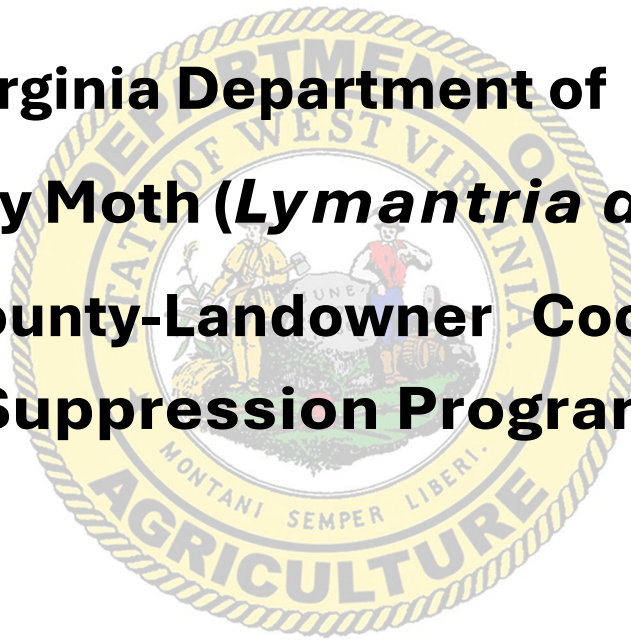 rginia Department of
y Moth (Lymantria d
ounty-Landowner Coo
Suppression Program
DEPARTMENT OF
STATE OF WEST VIRGINIA.
JUNE
MONTANI SEMPER LIBERI.
AGRICULTURE